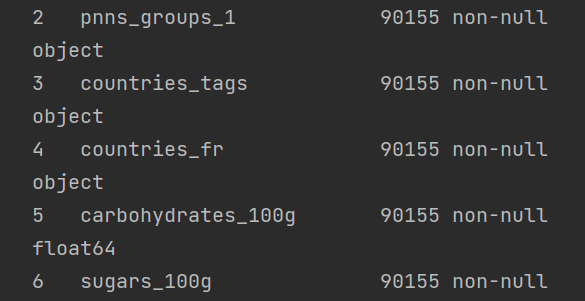 2   pnns_groups_1            90155 non-null
object
3   countries_tags           90155 non-null
object
4   countries_fr             90155 non-null
object
5   carbohydrates_100g       90155 non-null
float64
6   sugars_100g              90155 non-null